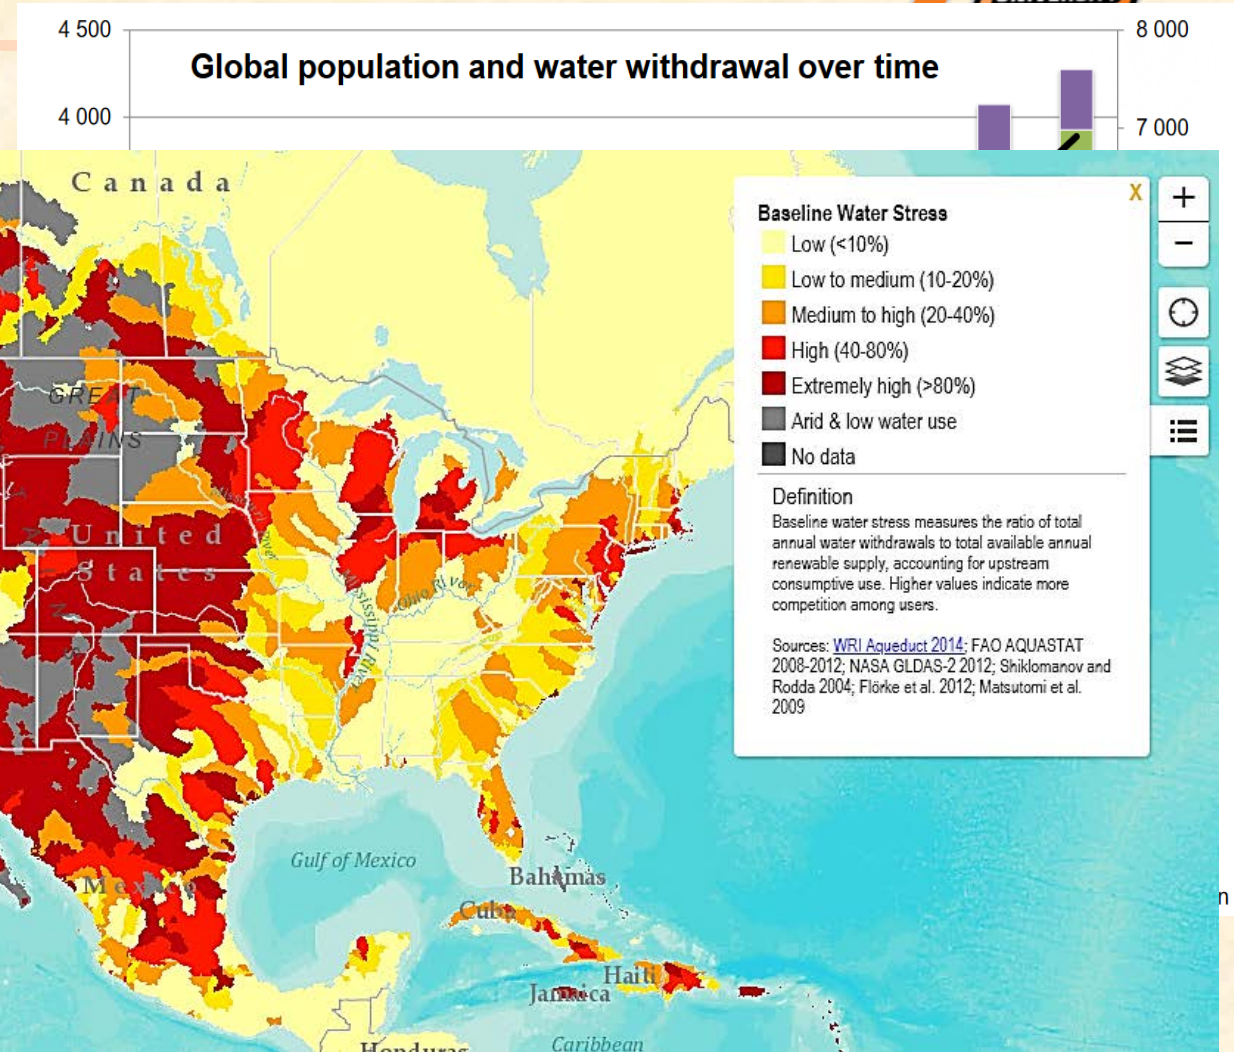 4 500
8 000
Global population and water withdrawal over time
4 000
7 000
Canada
X
+
Baseline Water Stress
−
Low (<10%)
Low to medium (10-20%)
Medium to high (20-40%)
High (40-80%)
Extremely high (>80%)
Arid & low water use
No data
GREAT
PLAINS
Missouri River
United
States
Mississippi River
Ohio River
Definition
Baseline water stress measures the ratio of total
annual water withdrawals to total available annual
renewable supply, accounting for upstream
consumptive use. Higher values indicate more
competition among users.
Sources: WRI Aqueduct 2014; FAO AQUASTAT
2008-2012; NASA GLDAS-2 2012; Shiklomanov and
Rodda 2004; Flörke et al. 2012; Matsutomi et al.
2009
Gulf of Mexico
Bahamas
Mexico
n
Cuba
Haiti
Jamaica
Caribbean
Honduras